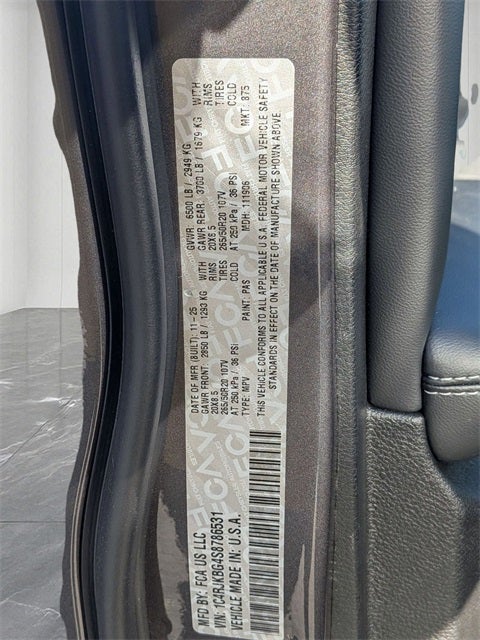 MFD BY: FCA US LLC
DATE OF MFR (BUILT): 11-25
GVWR: 6500 LB / 2949 KG
GAWR FRONT: 2850 LB / 1293 KG WITH
20X8.5 RIMS
265/50R20 107V TIRES
AT 250 kPa / 36 PSI COLD
GAWR REAR: 3700 LB / 1679 KG WITH
20X8.5 RIMS
265/50R20 107V TIRES
AT 250 kPa / 36 PSI COLD
THIS VEHICLE CONFORMS TO ALL APPLICABLE U.S.A. FEDERAL MOTOR VEHICLE SAFETY
STANDARDS IN EFFECT ON THE DATE OF MANUFACTURE SHOWN ABOVE.
VIN: 1C4RJKBG4S8786531
TYPE: MPV PAINT: PAS MDH: 111906 MKT: 875
VEHICLE MADE IN: U.S.A.